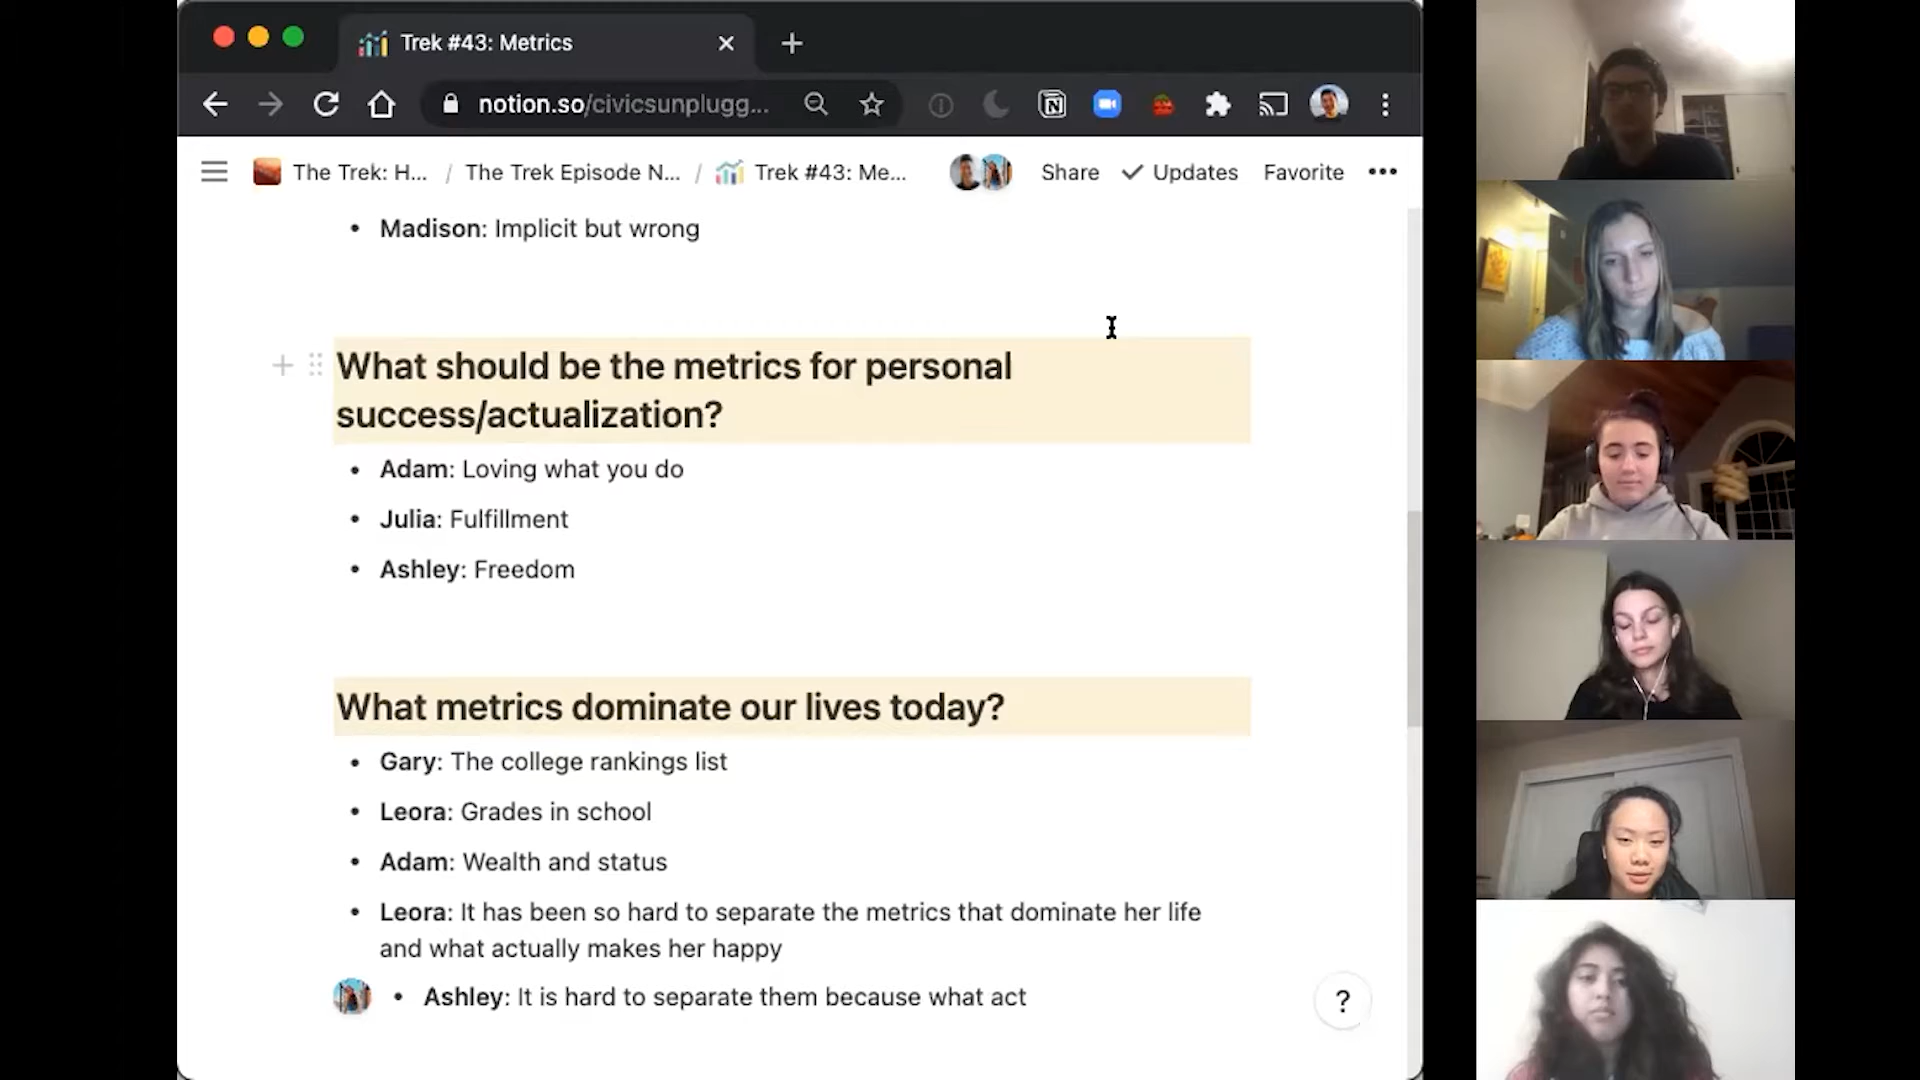 Trek #43: Metrics
notion.so/civicsunplugg...
The Trek: H... / The Trek Episode N... / Trek #43: Me... Share Updates Favorite
• Madison: Implicit but wrong
What should be the metrics for personal
success/actualization?
• Adam: Loving what you do
• Julia: Fulfillment
• Ashley: Freedom
What metrics dominate our lives today?
• Gary: The college rankings list
• Leora: Grades in school
• Adam: Wealth and status
• Leora: It has been so hard to separate the metrics that dominate her life
and what actually makes her happy
• Ashley: It is hard to separate them because what act
?